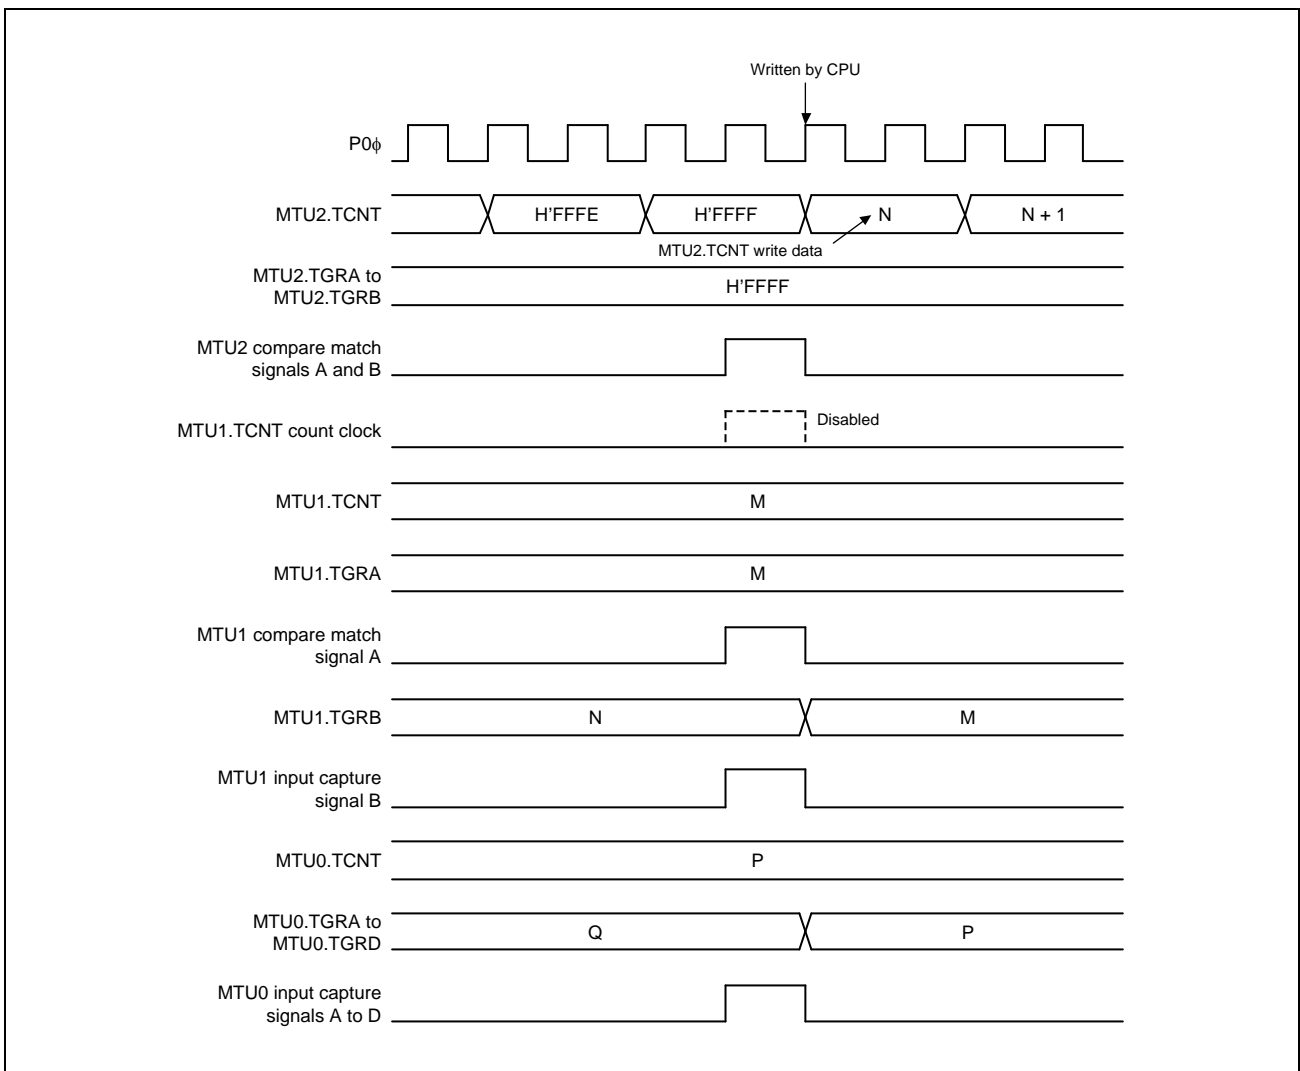 Written by CPU
P0ϕ
MTU2.TCNT
H'FFFE
H'FFFF
N
N + 1
MTU2.TCNT write data
MTU2.TGRA to
MTU2.TGRB
H'FFFF
MTU2 compare match
signals A and B
MTU1.TCNT count clock
Disabled
MTU1.TCNT
M
MTU1.TGRA
M
MTU1 compare match
signal A
MTU1.TGRB
N
M
MTU1 input capture
signal B
MTU0.TCNT
P
MTU0.TGRA to
MTU0.TGRD
Q
P
MTU0 input capture
signals A to D